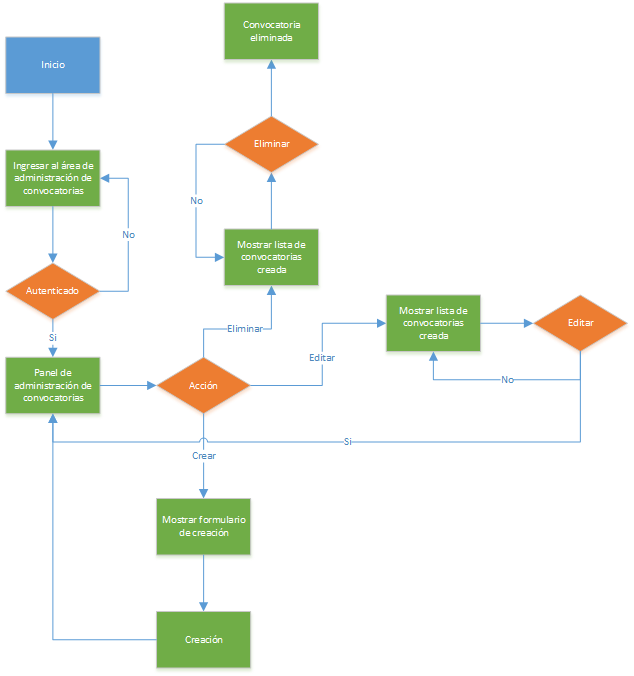 Convocatoria
eliminada
Inicio
Eliminar
Ingresar al área de
administración de
convocatorias
No
No
Mostrar lista de
convocatorias
creada
Autenticado
Mostrar lista de
convocatorias
creada
Editar
Eliminar
Si
Editar
Panel de
administración de
convocatorias
Acción
No
Si
Crear
Mostrar formulario
de creación
Creación